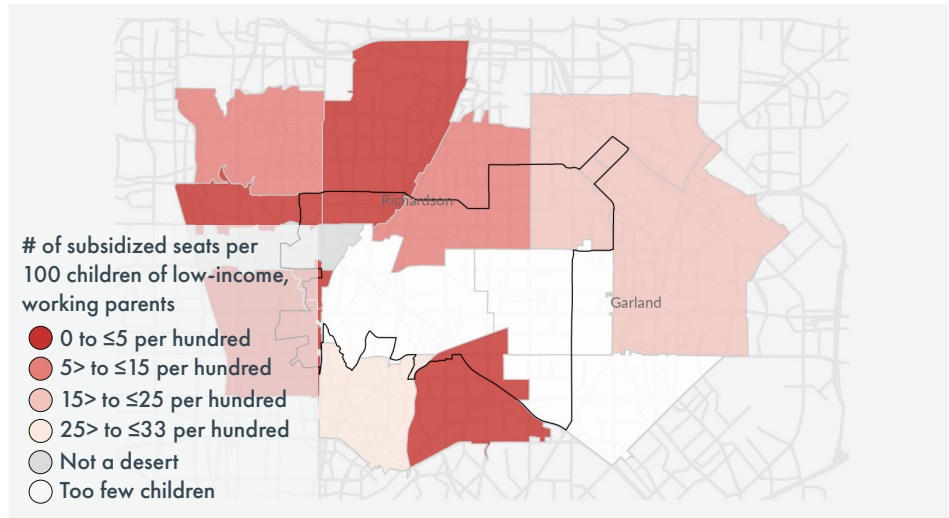 Richardson
# of subsidized seats per
100 children of low-income,
working parents
Garland
0 to ≤5 per hundred
5> to ≤15 per hundred
15> to ≤25 per hundred
25> to ≤33 per hundred
Not a desert
Too few children